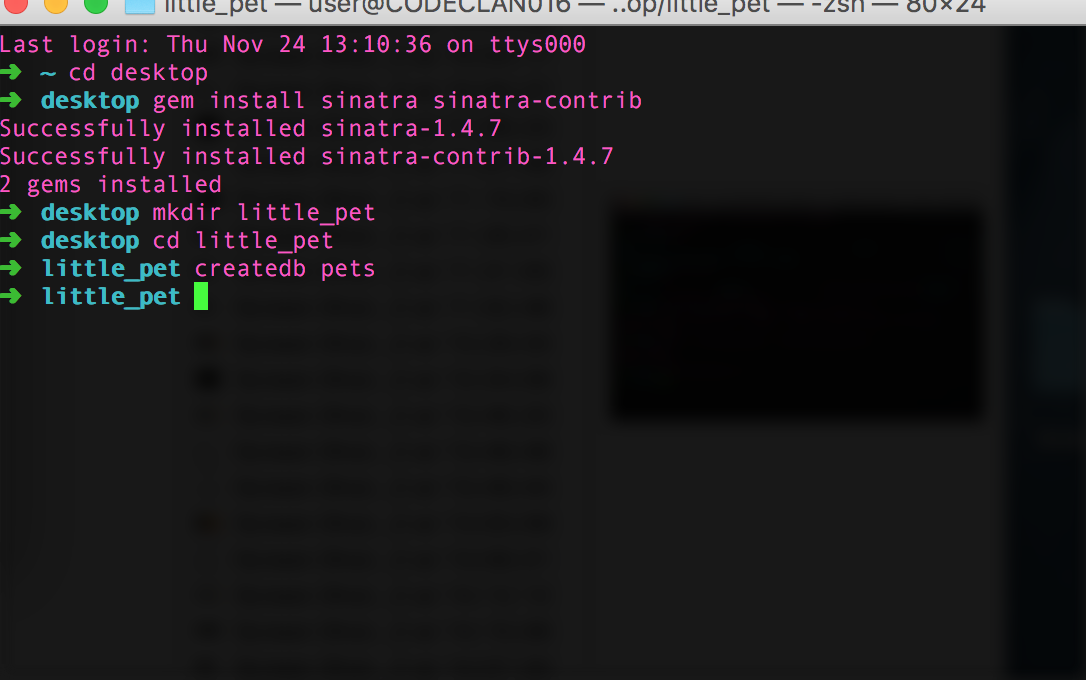 little_pet — user@CODECLAN016 — ..op/little_pet — -zsh — 80×24
Last login: Thu Nov 24 13:10:36 on ttys000
➜ ~ cd desktop
➜ desktop gem install sinatra sinatra-contrib
Successfully installed sinatra-1.4.7
Successfully installed sinatra-contrib-1.4.7
2 gems installed
➜ desktop mkdir little_pet
➜ desktop cd little_pet
➜ little_pet createdb pets
➜ little_pet